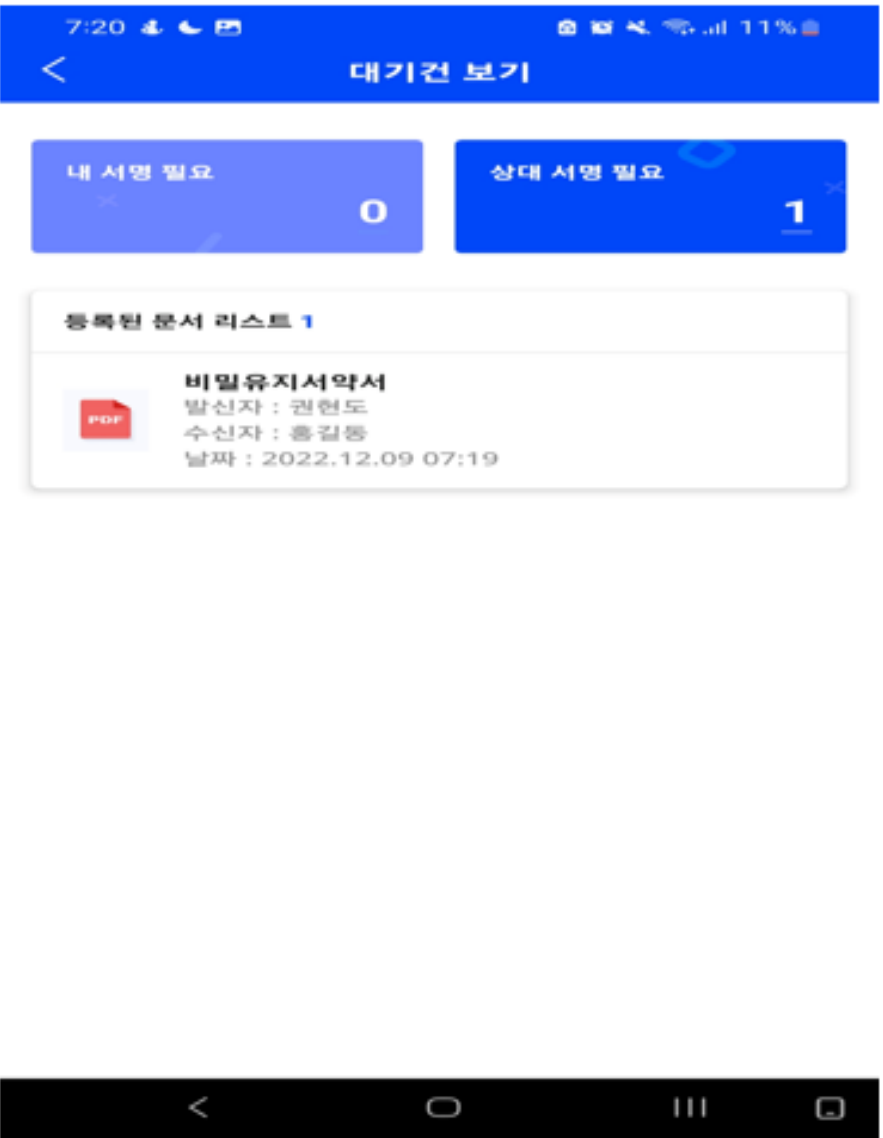 7:20
11%
대기건 보기
내 서명 필요
0
상대 서명 필요
1
등록된 문서 리스트 1
PDF
비밀유지서약서
발신자 : 권현도
수신자 : 홍길동
날짜 : 2022.12.09 07:19